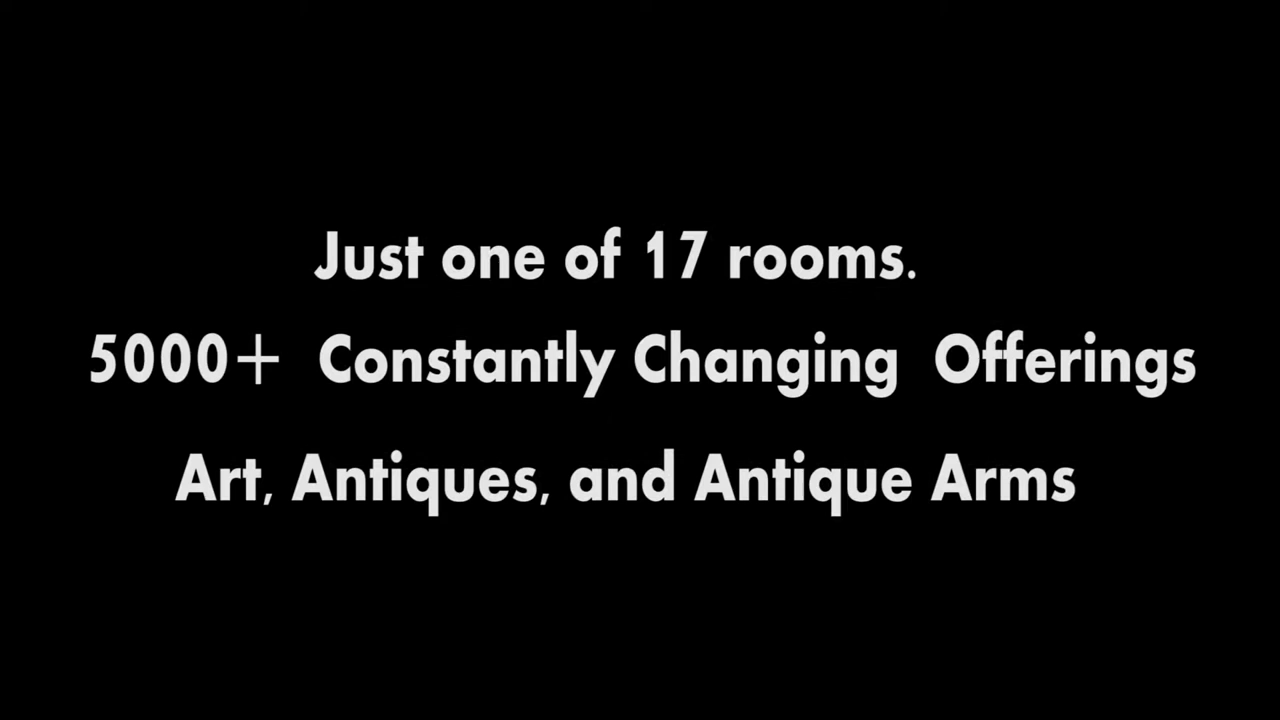 Just one of 17 rooms.
5000+ Constantly Changing Offerings
Art, Antiques, and Antique Arms